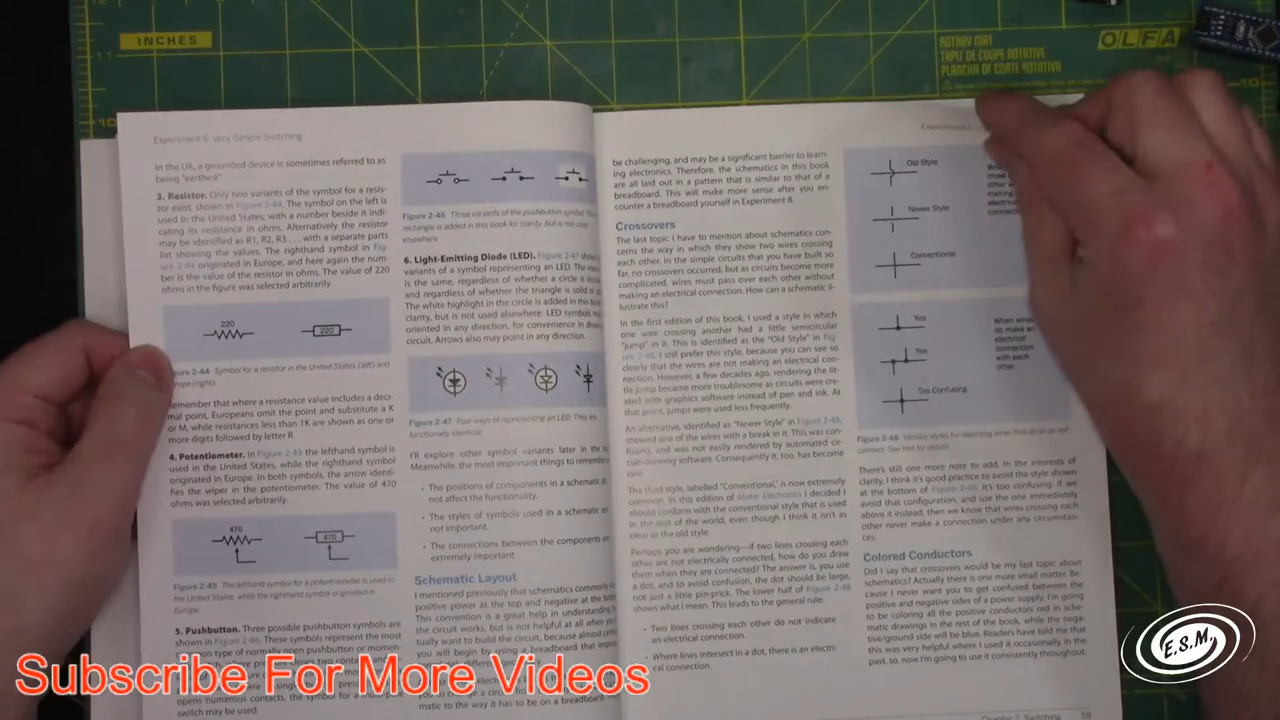 INCHES
ROTARY MAT
TAPIS DE COUPE ROTATIVE
PLANCHA DE CORTE ROTATIVA
OLFA
Experiment 6: Very Simple Switching
In the UK, a grounded device is sometimes referred to as
being "earthed."
3. Resistor. Only two variants of the symbol for a resis-
tor exist, shown in Figure 2-44. The symbol on the left is
used in the United States, with a number beside it indi-
cating its resistance in ohms. Alternatively the resistor
may be identified as R1, R2, R3 . . . with a separate parts
list showing the values. The righthand symbol in Fig-
ure 2-44 originated in Europe, and here again the num-
ber is the value of the resistor in ohms. The value of 220
ohms in the figure was selected arbitrarily.
220
220
Symbol for a resistor in the United States (left) and
(right)
emember that where a resistance value includes a deci-
mal point, Europeans omit the point and substitute a K
or M, while resistances less than 1K are shown as one or
more digits followed by letter R.
4. Potentiometer. In Figure 2-45 the lefthand symbol is
used in the United States, while the righthand symbol
originated in Europe. In both symbols, the arrow identi-
fies the wiper in the potentiometer. The value of 470
ohms was selected arbitrarily.
470
470
Figure 2-45 The lefthand symbol for a potentiometer is used in
the United States, while the righthand symbol originated in
Europe.
5. Pushbutton. Three possible pushbutton symbols are
shown in Figure 2-46. These symbols represent the most
type of normally open pushbutton or momen-
switch may be used.
Figure 2-46 Three variants of the pushbutton symbol.
rectangle is added in this book for clarity, but is not used
elsewhere
6. Light-Emitting Diode (LED). Figure 2-47
variants of a symbol representing an LED. The
is the same, regardless of whether a circle is
and regardless of whether the triangle is solid or
The white highlight in the circle is added in this
clarity, but is not used elsewhere. LED symbols
oriented in any direction, for convenience in
circuit. Arrows also may point in any direction.
Figure 2-47 Four ways of representing an LED. They are
functionally identical.
I'll explore other symbol variants later in the
Meanwhile, the most important things to remember
• The positions of components in a schematic
not affect the functionality.
• The styles of symbols used in a schematic
not important.
• The connections between the components
extremely important.
Schematic Layout
I mentioned previously that schematics commonly
positive power at the top and negative at the
This convention is a great help in understanding
the circuit works, but is not helpful at all when
tually want to build the circuit, because almost
you will begin by using a breadboard that
matic to the way it has to be on a breadboard
be challenging, and may be a significant barrier to learn-
ing electronics. Therefore, the schematics in this book
are all laid out in a pattern that is similar to that of a
breadboard. This will make more sense after you en-
counter a breadboard yourself in Experiment 8.
Crossovers
The last topic I have to mention about schematics con-
cerns the way in which they show two wires crossing
each other. In the simple circuits that you have built so
far, no crossovers occurred, but as circuits become more
complicated, wires must pass over each other without
making an electrical connection. How can a schematic il-
lustrate this?
In the first edition of this book, I used a style in which
one wire crossing another had a little semicircular
"jump" in it. This is identified as the "Old Style" in Fig-
ure 2-48. I still prefer this style, because you can see so
clearly that the wires are not making an electrical con-
nection. However, a few decades ago, rendering the lit-
tle jump became more troublesome as circuits were cre-
ated with graphics software instead of pen and ink. At
that point, jumps were used less frequently.
An alternative, identified as "Newer Style" in Figure 2-48,
showed one of the wires with a break in it. This was con-
fusing, and was not easily rendered by automated cir-
cuit-drawing software. Consequently it, too, has become
rare.
The third style, labelled "Conventional," is now extremely
common. In this edition of Make: Electronics I decided I
should conform with the conventional style that is used
in the rest of the world, even though I think it isn't as
clear as the old style.
Perhaps you are wondering—if two lines crossing each
other are not electrically connected, how do you draw
them when they are connected? The answer is, you use
a dot, and to avoid confusion, the dot should be large,
not just a little pin-prick. The lower half of Figure 2-48
shows what I mean. This leads to the general rule:
• Two lines crossing each other do not indicate
an electrical connection.
• Where lines intersect in a dot, there is an electri-
cal connection.
Old Style
Newer Style
Conventional
Yes
Yes
Too Confusing
When wires
do make an
electrical
connection
with each
other.
Figure 2-48 Various styles for depicting wires that do or do not
connect. See text for details.
There's still one more note to add. In the interests of
clarity, I think it's good practice to avoid the style shown
at the bottom of Figure 2-48. It's too confusing. If we
avoid that configuration, and use the one immediately
above it instead, then we know that wires crossing each
other never make a connection under any circumstan-
ces.
Colored Conductors
Did I say that crossovers would be my last topic about
schematics? Actually there is one more small matter. Be-
cause I never want you to get confused between the
positive and negative sides of a power supply, I'm going
to be coloring all the positive conductors red in sche-
matic drawings in the rest of the book, while the nega-
tive/ground side will be blue. Readers have told me that
this was very helpful where I used it occasionally in the
past, so, now I'm going to use it consistently throughout.
Chapter 2: Switching 59
Subscribe For More Videos
E.S.M.